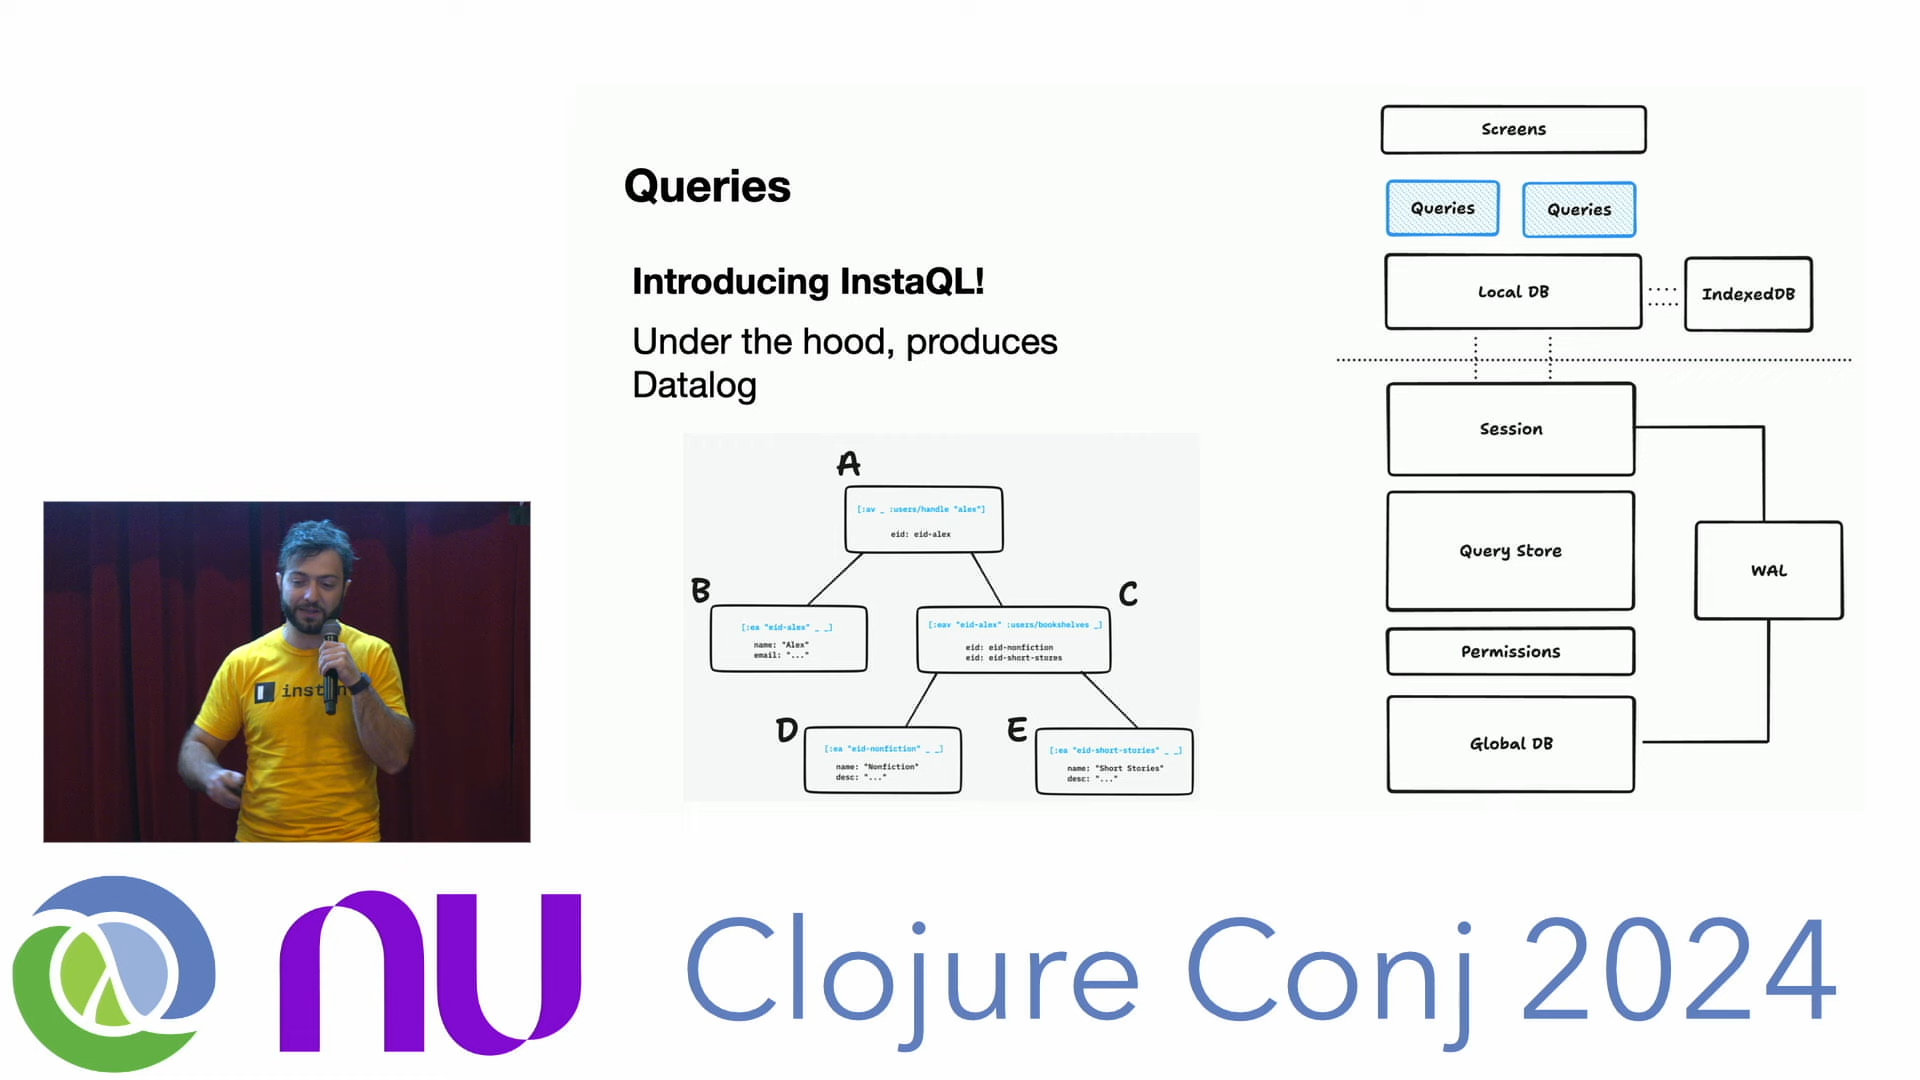 Queries
Introducing InstaQL!
Under the hood, produces
Datalog
A
[:av _ :users/handle "alex"]
eid: eid-alex
B
[:ea "eid-alex" _ _]
name: "Alex"
email: "..."
C
[:eav "eid-alex" :users/bookshelves _]
eid: eid-nonfiction
eid: eid-short-stores
D
[:ea "eid-nonfiction" _ _]
name: "Nonfiction"
desc: "..."
E
[:ea "eid-short-stories" _ _]
name: "Short Stories"
desc: "..."
Screens
Queries
Queries
Local DB
IndexedDB
Session
Query Store
WAL
Permissions
Global DB
instan
nu
Clojure Conj 2024